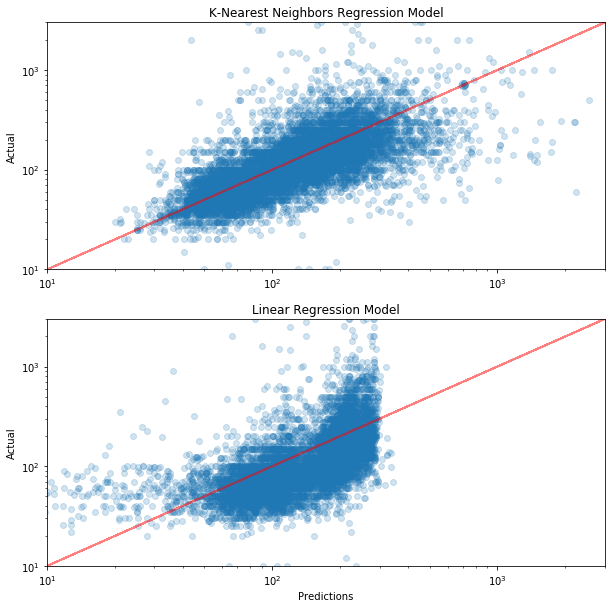 K-Nearest Neighbors Regression Model
10³
Actual
10²
10¹
10¹ 10² 10³
Linear Regression Model
10³
Actual
10²
10¹
10¹ 10² 10³
Predictions